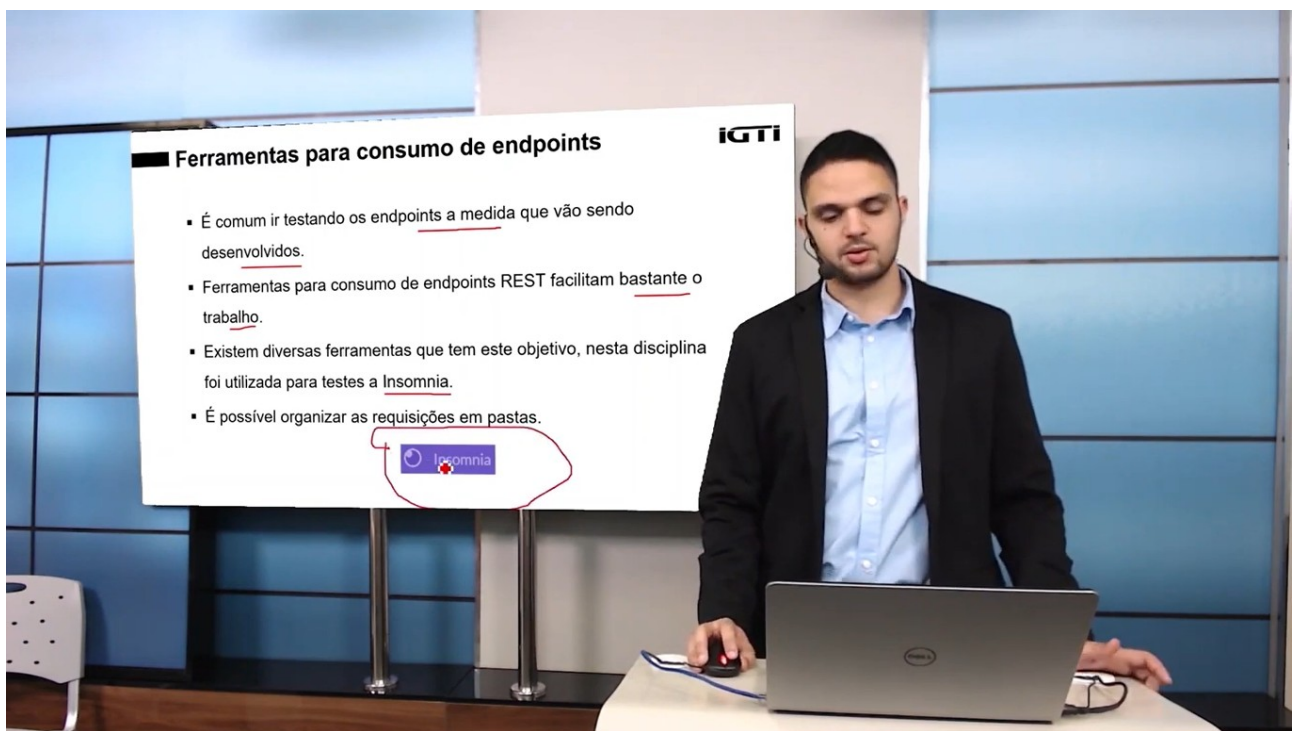 Ferramentas para consumo de endpoints
iGTi
▪ É comum ir testando os endpoints a medida que vão sendo
desenvolvidos.
▪ Ferramentas para consumo de endpoints REST facilitam bastante o
trabalho.
▪ Existem diversas ferramentas que tem este objetivo, nesta disciplina
foi utilizada para testes a Insomnia.
▪ É possível organizar as requisições em pastas.
Insomnia
DELL